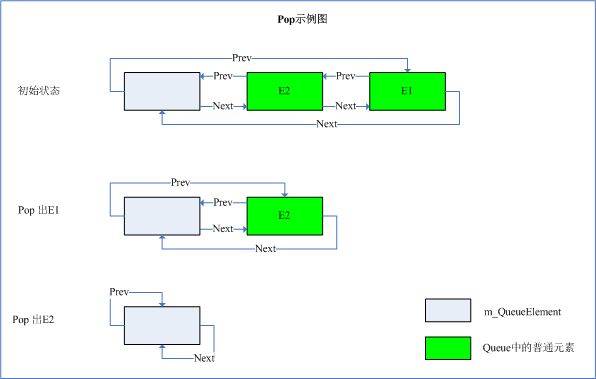 Pop示例图
Prev
初始状态
Prev
Prev
E2
E1
Next
Next
Next
Prev
Pop 出E1
Prev
E2
Next
Next
Prev
Pop 出E2
Next
m_QueueElement
Queue中的普通元素